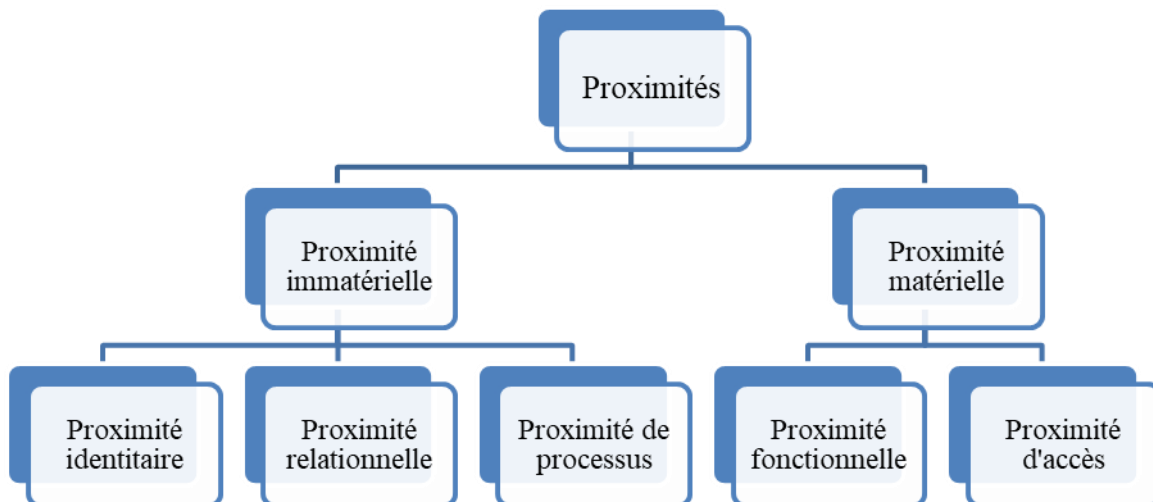 Proximités
Proximité
immatérielle
Proximité
matérielle
Proximité
identitaire
Proximité
relationnelle
Proximité de
processus
Proximité
fonctionnelle
Proximité
d'accès